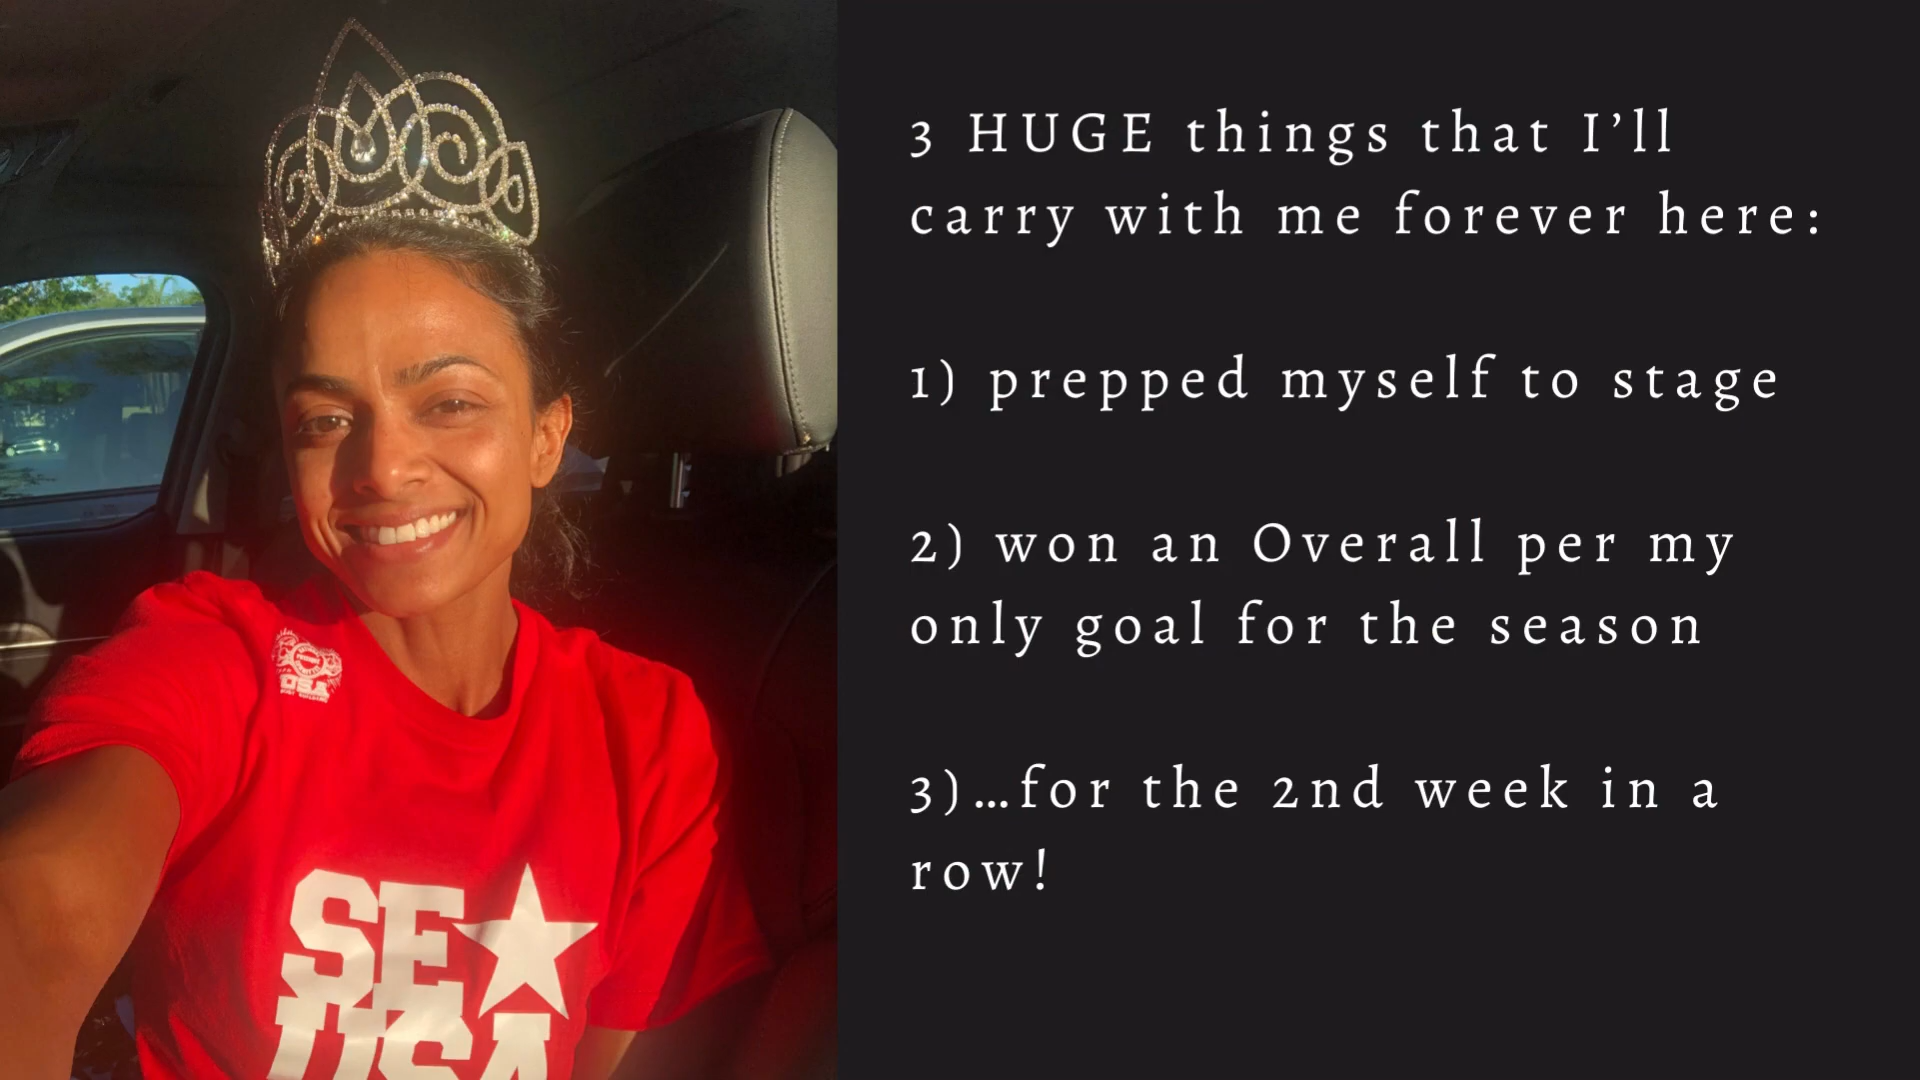 3 HUGE things that I’ll
carry with me forever here:
1) prepped myself to stage
2) won an Overall per my
only goal for the season
3)...for the 2nd week in a
row!
USA
SE
USA